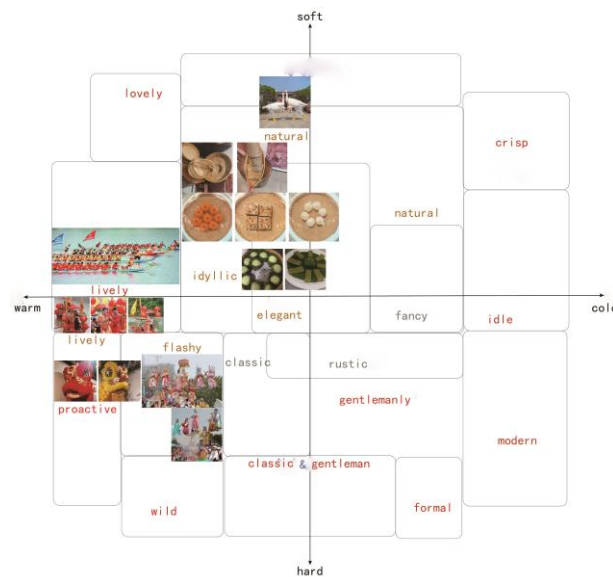 soft
lovely
natural
crisp
natural
idyllic
lively
warm
cold
elegant
fancy
idle
lively
flashy
classic
rustic
proactive
gentlemanly
modern
classic & gentleman
wild
formal
hard